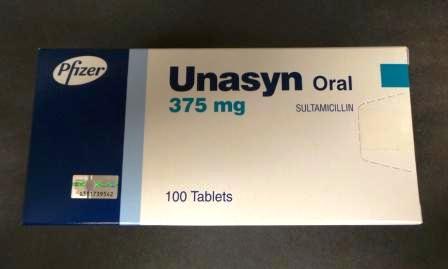 Pfizer
Unasyn Oral
375 mg
SULTAMICILLIN
100 Tablets